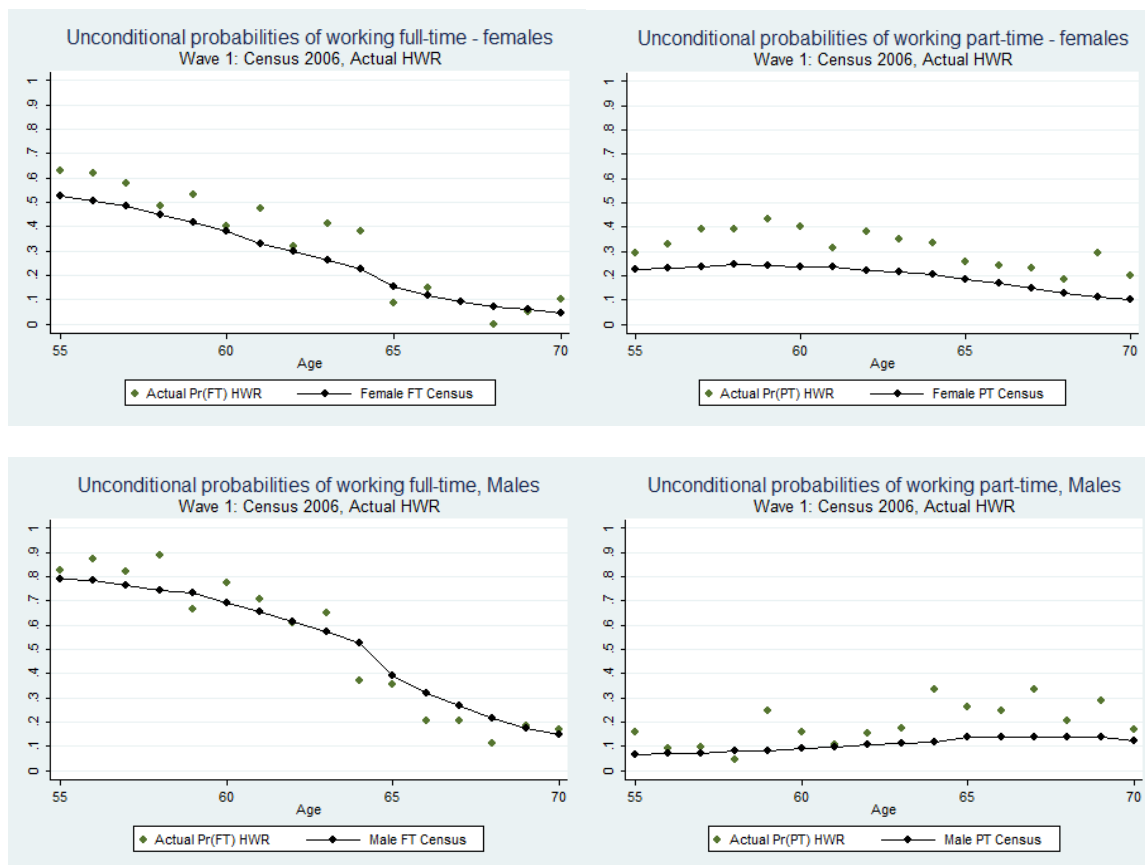 Unconditional probabilities of working full-time - females
Wave 1: Census 2006, Actual HWR
1
.9
.8
.7
.6
.5
.4
.3
.2
.1
0
55 60 65 70
Age
Actual Pr(FT) HWR Female FT Census
Unconditional probabilities of working part-time - females
Wave 1: Census 2006, Actual HWR
1
.9
.8
.7
.6
.5
.4
.3
.2
.1
0
55 60 65 70
Age
Actual Pr(PT) HWR Female PT Census
Unconditional probabilities of working full-time, Males
Wave 1: Census 2006, Actual HWR
1
.9
.8
.7
.6
.5
.4
.3
.2
.1
0
55 60 65 70
Age
Actual Pr(FT) HWR Male FT Census
Unconditional probabilities of working part-time, Males
Wave 1: Census 2006, Actual HWR
1
.9
.8
.7
.6
.5
.4
.3
.2
.1
0
55 60 65 70
Age
Actual Pr(PT) HWR Male PT Census